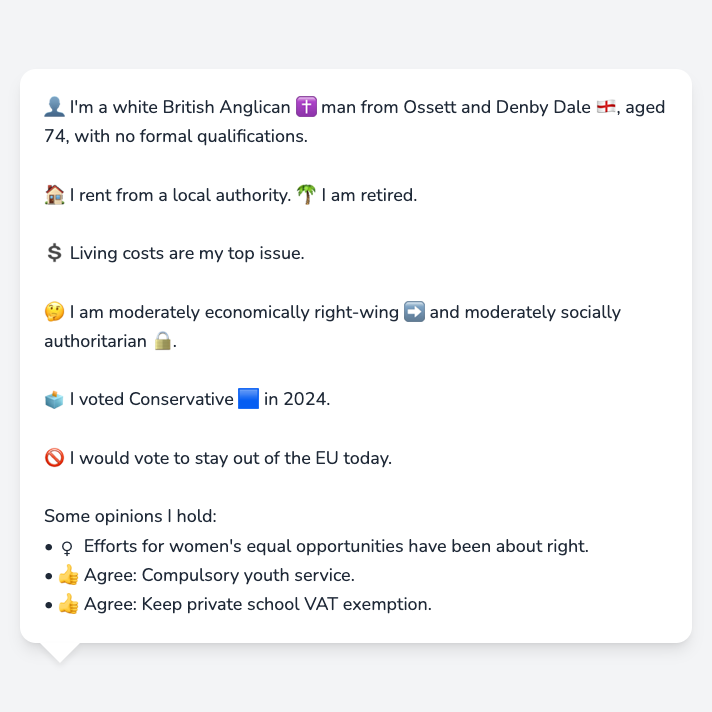 👤 I'm a white British Anglican ✝️ man from Ossett and Denby Dale 🏴󠁧󠁢󠁥󠁮󠁧󠁿, aged
74, with no formal qualifications.
🏠 I rent from a local authority. 🌴 I am retired.
💲 Living costs are my top issue.
🤔 I am moderately economically right-wing ➡️ and moderately socially
authoritarian 🔒.
🗳️ I voted Conservative 🟦 in 2024.
🚫 I would vote to stay out of the EU today.
Some opinions I hold:
• ♀️ Efforts for women's equal opportunities have been about right.
• 👍 Agree: Compulsory youth service.
• 👍 Agree: Keep private school VAT exemption.